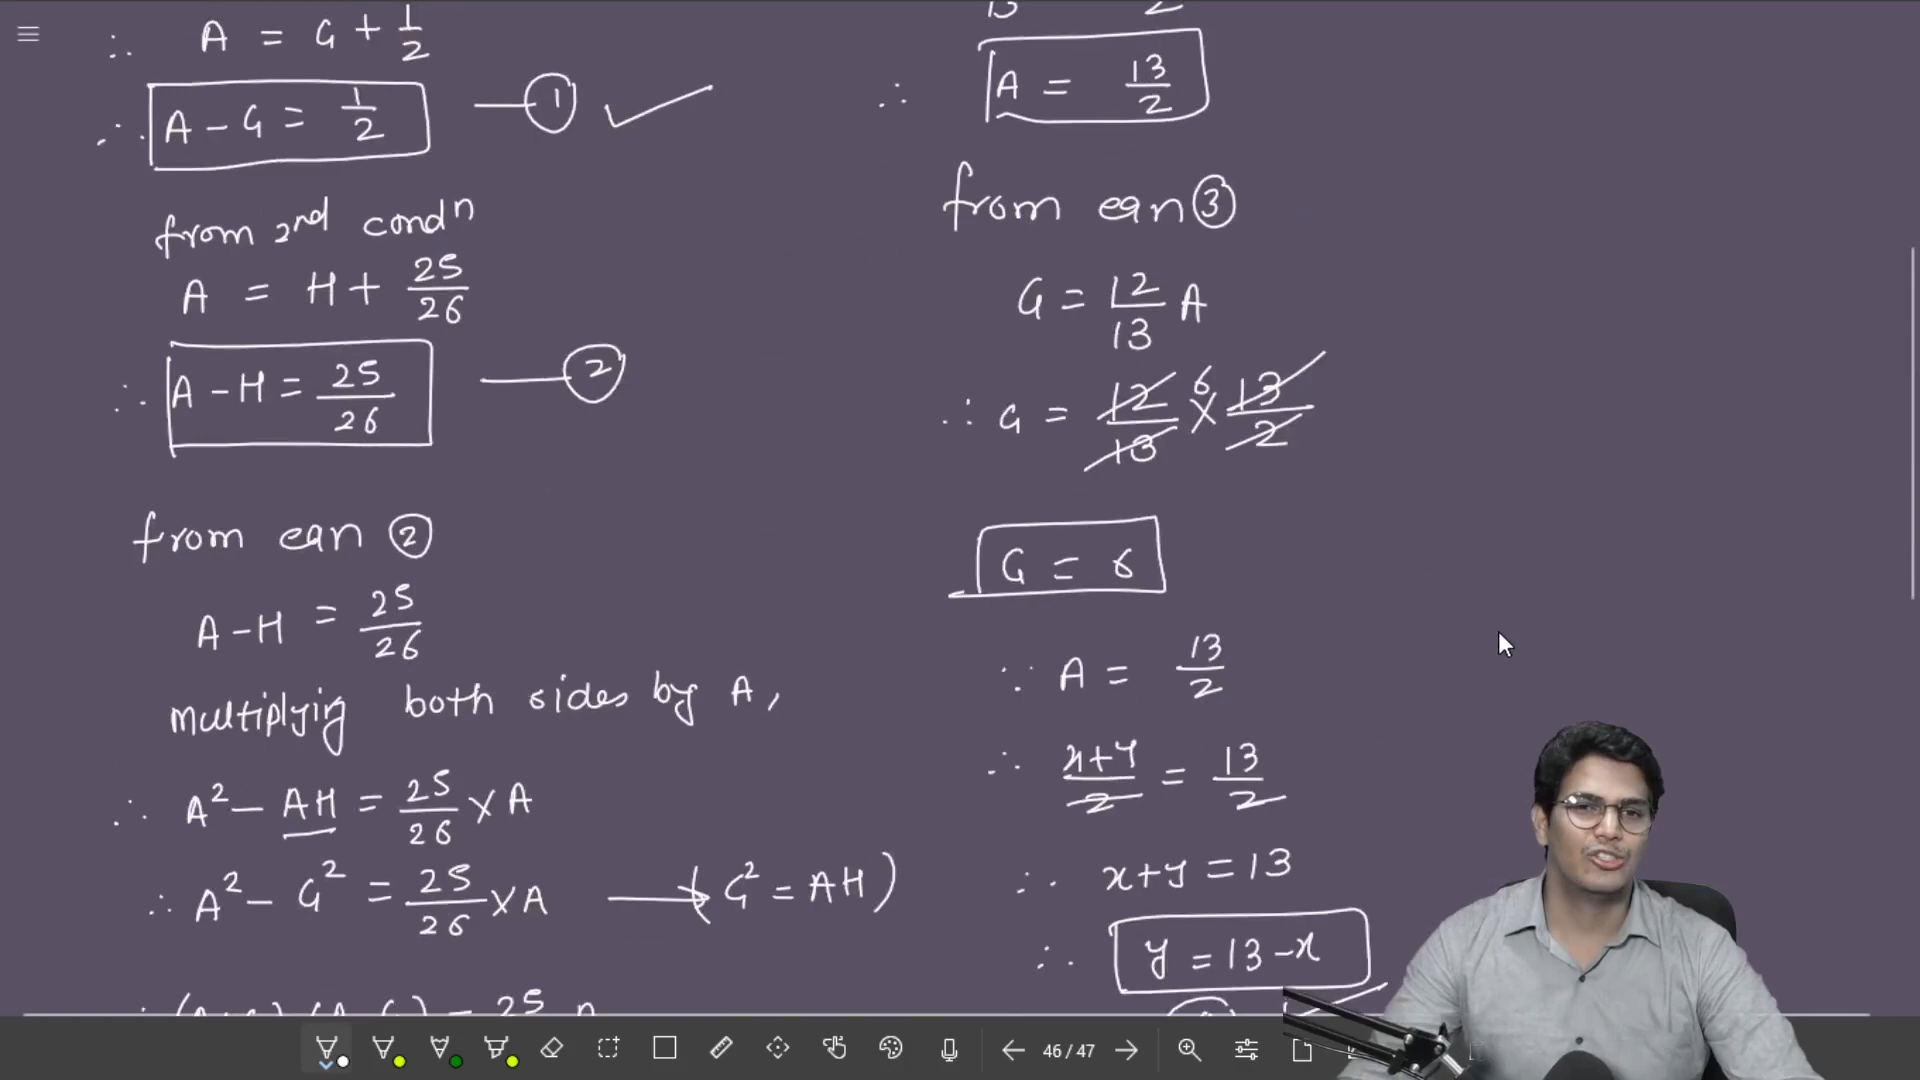 ∴ A = G + 1/2
∴ A - G = 1/2 — ① ✓
from 2nd condn
A = H + 25/26
∴ A - H = 25/26 — ②
from eqn ②
A - H = 25/26
multiplying both sides by A,
∴ A² - AH = 25/26 × A
∴ A² - G² = 25/26 × A → (G² = AH)
∴ A = 13/2
from eqn ③
G = 12/13 A
∴ G = 12/13 ×⁶ 13/2
G = 6
∵ A = 13/2
∴ x+y/2 = 13/2
∴ x+y = 13
∴ y = 13-x
46 / 47